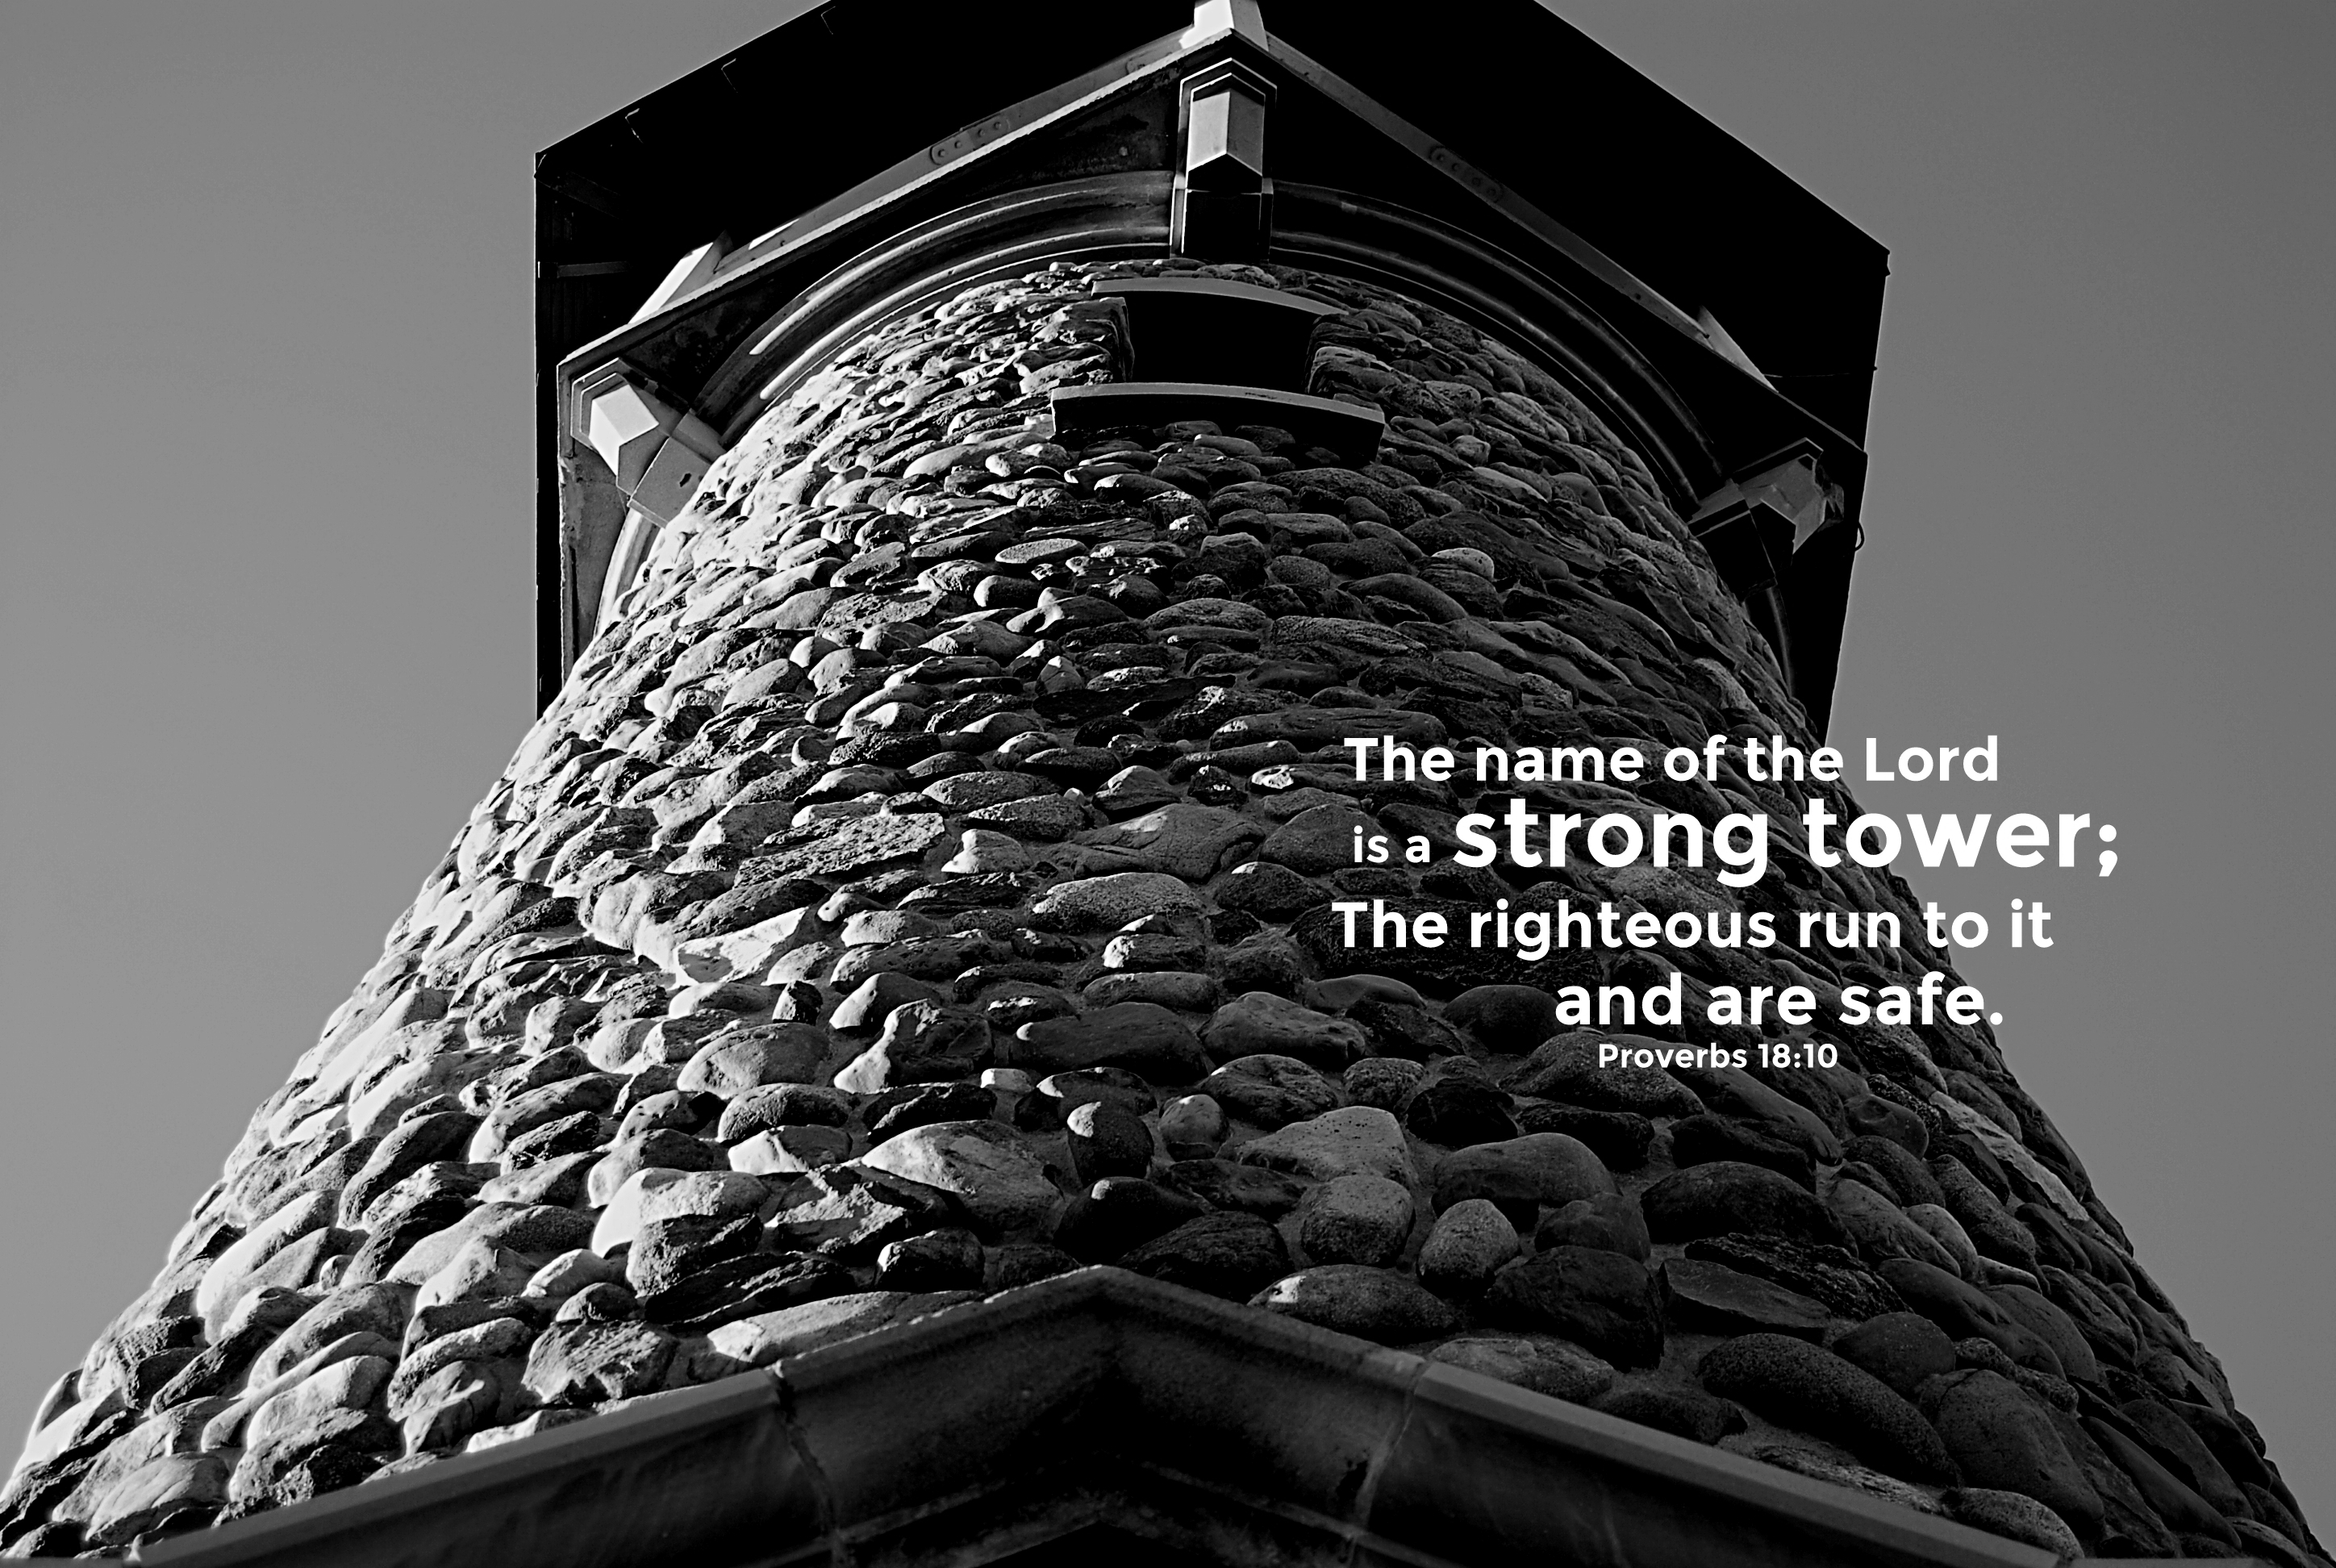 The name of the Lord
is a strong tower;
The righteous run to it
and are safe.
Proverbs 18:10